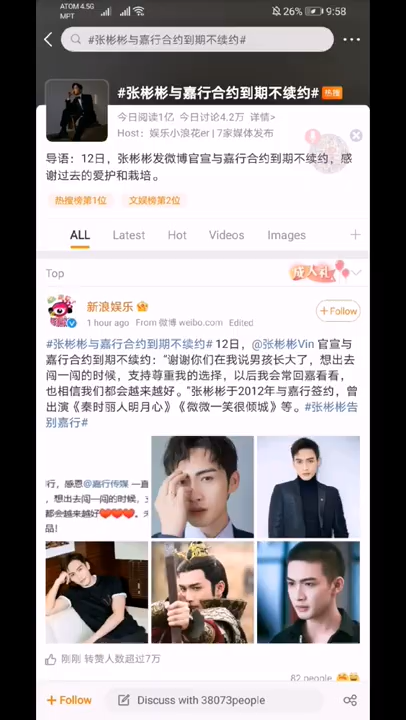 ATOM 4.5G
MPT
26%
9:58
#张彬彬与嘉行合约到期不续约#
#张彬彬与嘉行合约到期不续约# 热搜
今日阅读1亿 今日讨论4.2万 详情>
Host: 娱乐小浪花er | 7家媒体发布
导语：12日，张彬彬发微博官宣与嘉行合约到期不续约，感
谢过去的爱护和栽培。
热搜榜第1位 文娱榜第2位
ALL Latest Hot Videos Images
Top
成人礼
新浪娱乐
+Follow
1 hour ago From 微博 weibo.com Edited
#张彬彬与嘉行合约到期不续约# 12日，@张彬彬Vin 官宣与
嘉行合约到期不续约：“谢谢你们在我说男孩长大了，想出去
闯一闯的时候，支持尊重我的选择，以后我会常回嘉看看，
也相信我们都会越来越好。”张彬彬于2012年与嘉行签约，曾
出演《秦时丽人明月心》《微微一笑很倾城》等。#张彬彬告
别嘉行#
行，感恩@嘉行传媒 一直
，想出去闯一闯的时候，
都会越来越好
品！
刚刚 转赞人数超过7万
82 people
+Follow
Discuss with 38073people